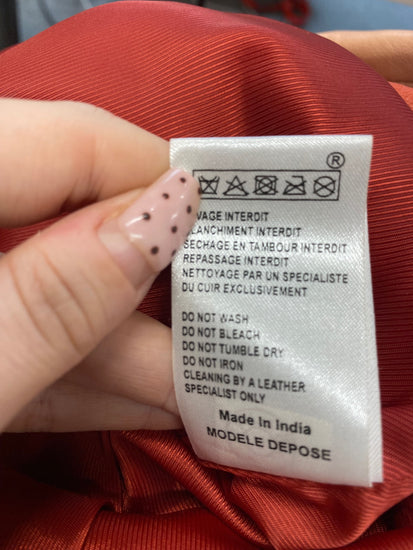 ®
VAGE INTERDIT
LANCHIMENT INTERDIT
SECHAGE EN TAMBOUR INTERDIT
REPASSAGE INTERDIT
NETTOYAGE PAR UN SPECIALISTE
DU CUIR EXCLUSIVEMENT
DO NOT WASH
DO NOT BLEACH
DO NOT TUMBLE DRY
DO NOT IRON
CLEANING BY A LEATHER
SPECIALIST ONLY
Made in India
MODELE DEPOSE